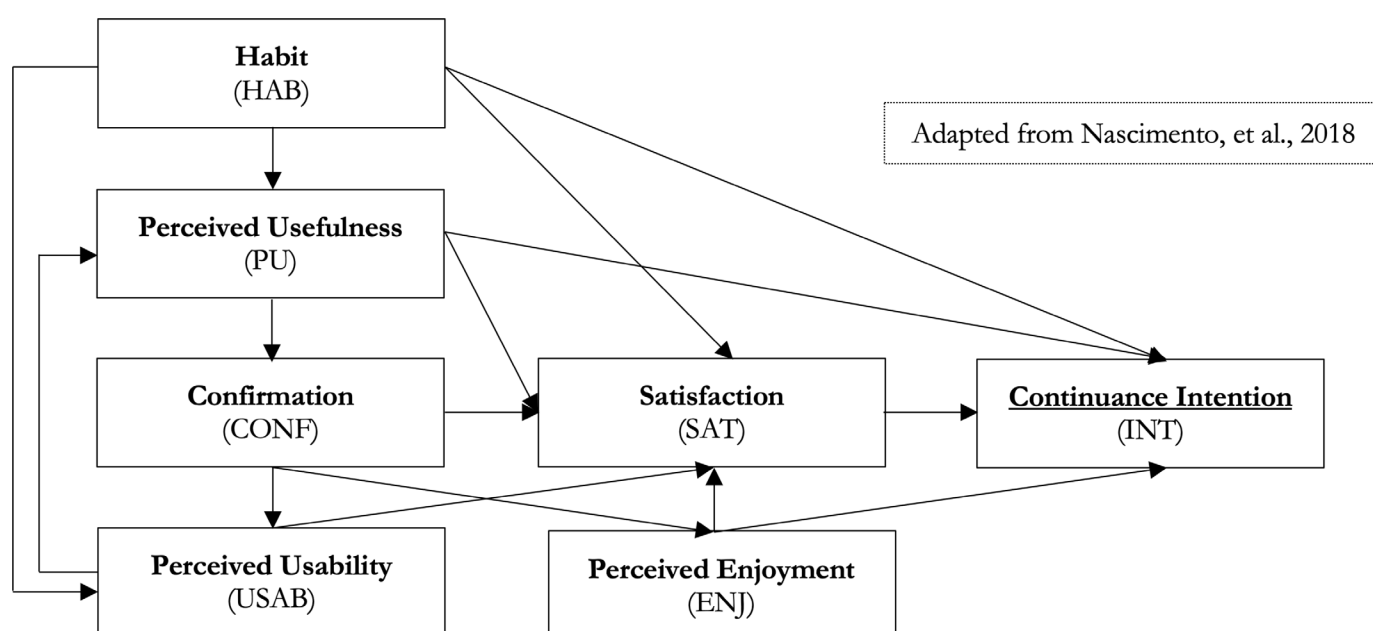 Habit
(HAB)
Adapted from Nascimento, et al., 2018
Perceived Usefulness
(PU)
Confirmation
(CONF)
Satisfaction
(SAT)
Continuance Intention
(INT)
Perceived Usability
(USAB)
Perceived Enjoyment
(ENJ)